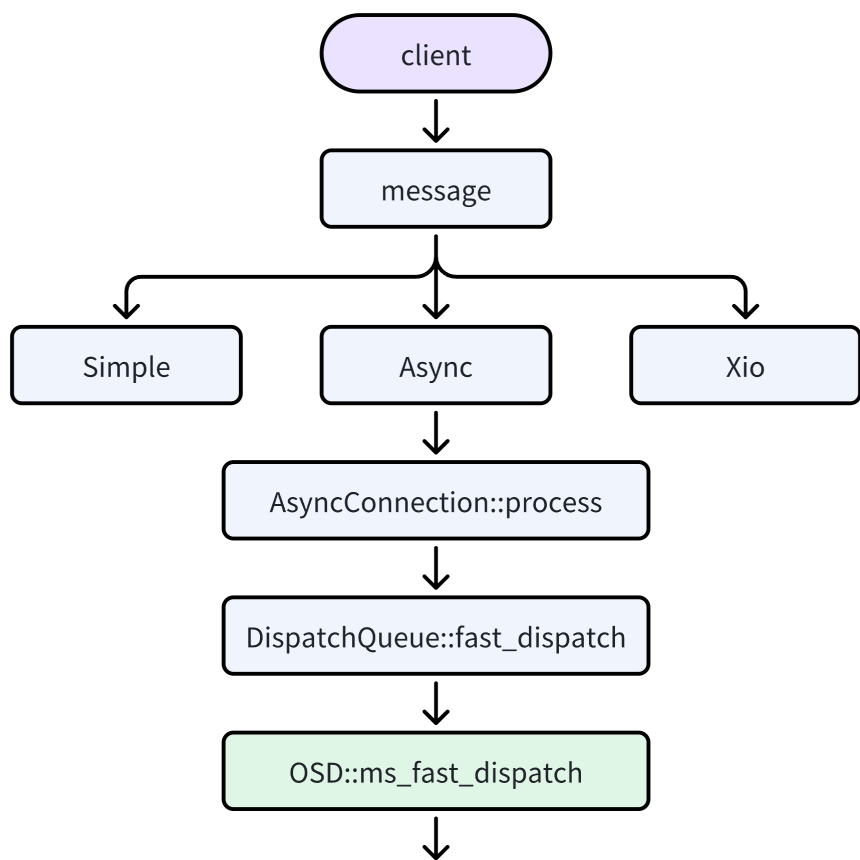 client
message
Simple
Async
Xio
AsyncConnection::process
DispatchQueue::fast_dispatch
OSD::ms_fast_dispatch